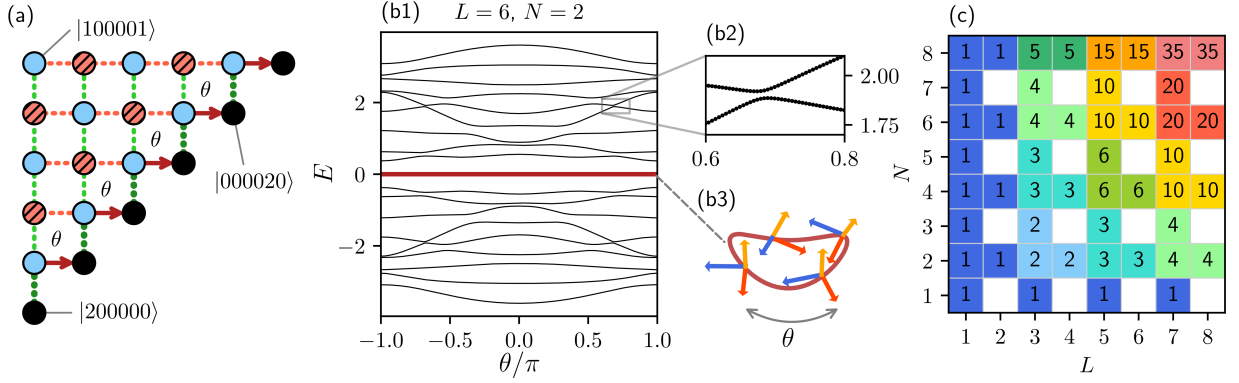 (a)
|100001⟩
θ
θ
θ
θ
|000020⟩
|200000⟩
(b1)
L = 6, N = 2
E
2
0
−2
−1.0 −0.5 0.0 0.5 1.0
θ/π
(b2)
2.00
1.75
0.6 0.8
(b3)
θ
(c)
N
8 1 1 5 5 15 15 35 35
7 1 4 10 20
6 1 1 4 4 10 10 20 20
5 1 3 6 10
4 1 1 3 3 6 6 10 10
3 1 2 3 4
2 1 1 2 2 3 3 4 4
1 1 1 1 1
1 2 3 4 5 6 7 8
L